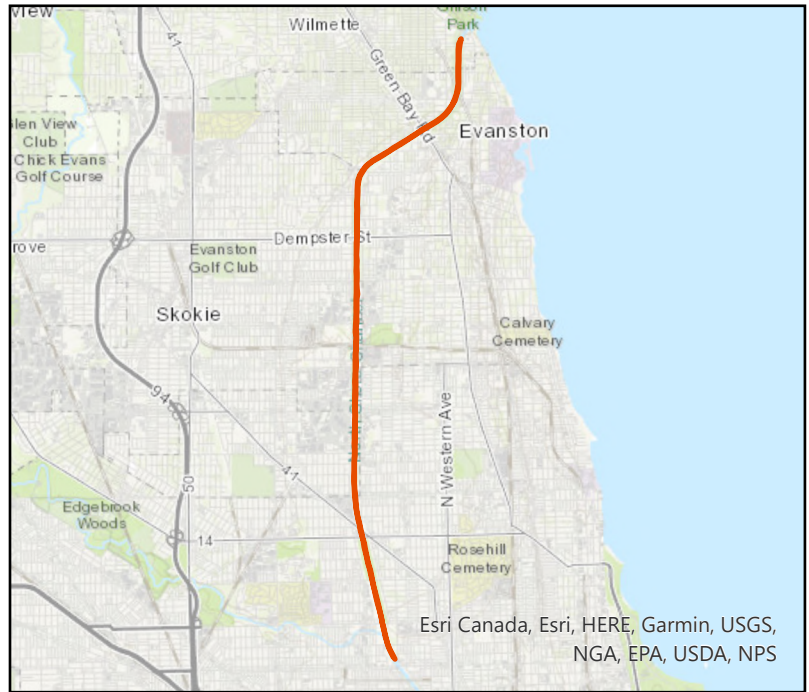 Wilmette
Park
41
Green Bay Rd
Evanston
Glen View
Club
Chick Evans
Golf Course
Dempster St
Evanston
Golf Club
Skokie
Calvary
Cemetery
94
N Western Ave
41
50
Edgebrook
Woods
14
Rosehill
Cemetery
Esri Canada, Esri, HERE, Garmin, USGS,
NGA, EPA, USDA, NPS